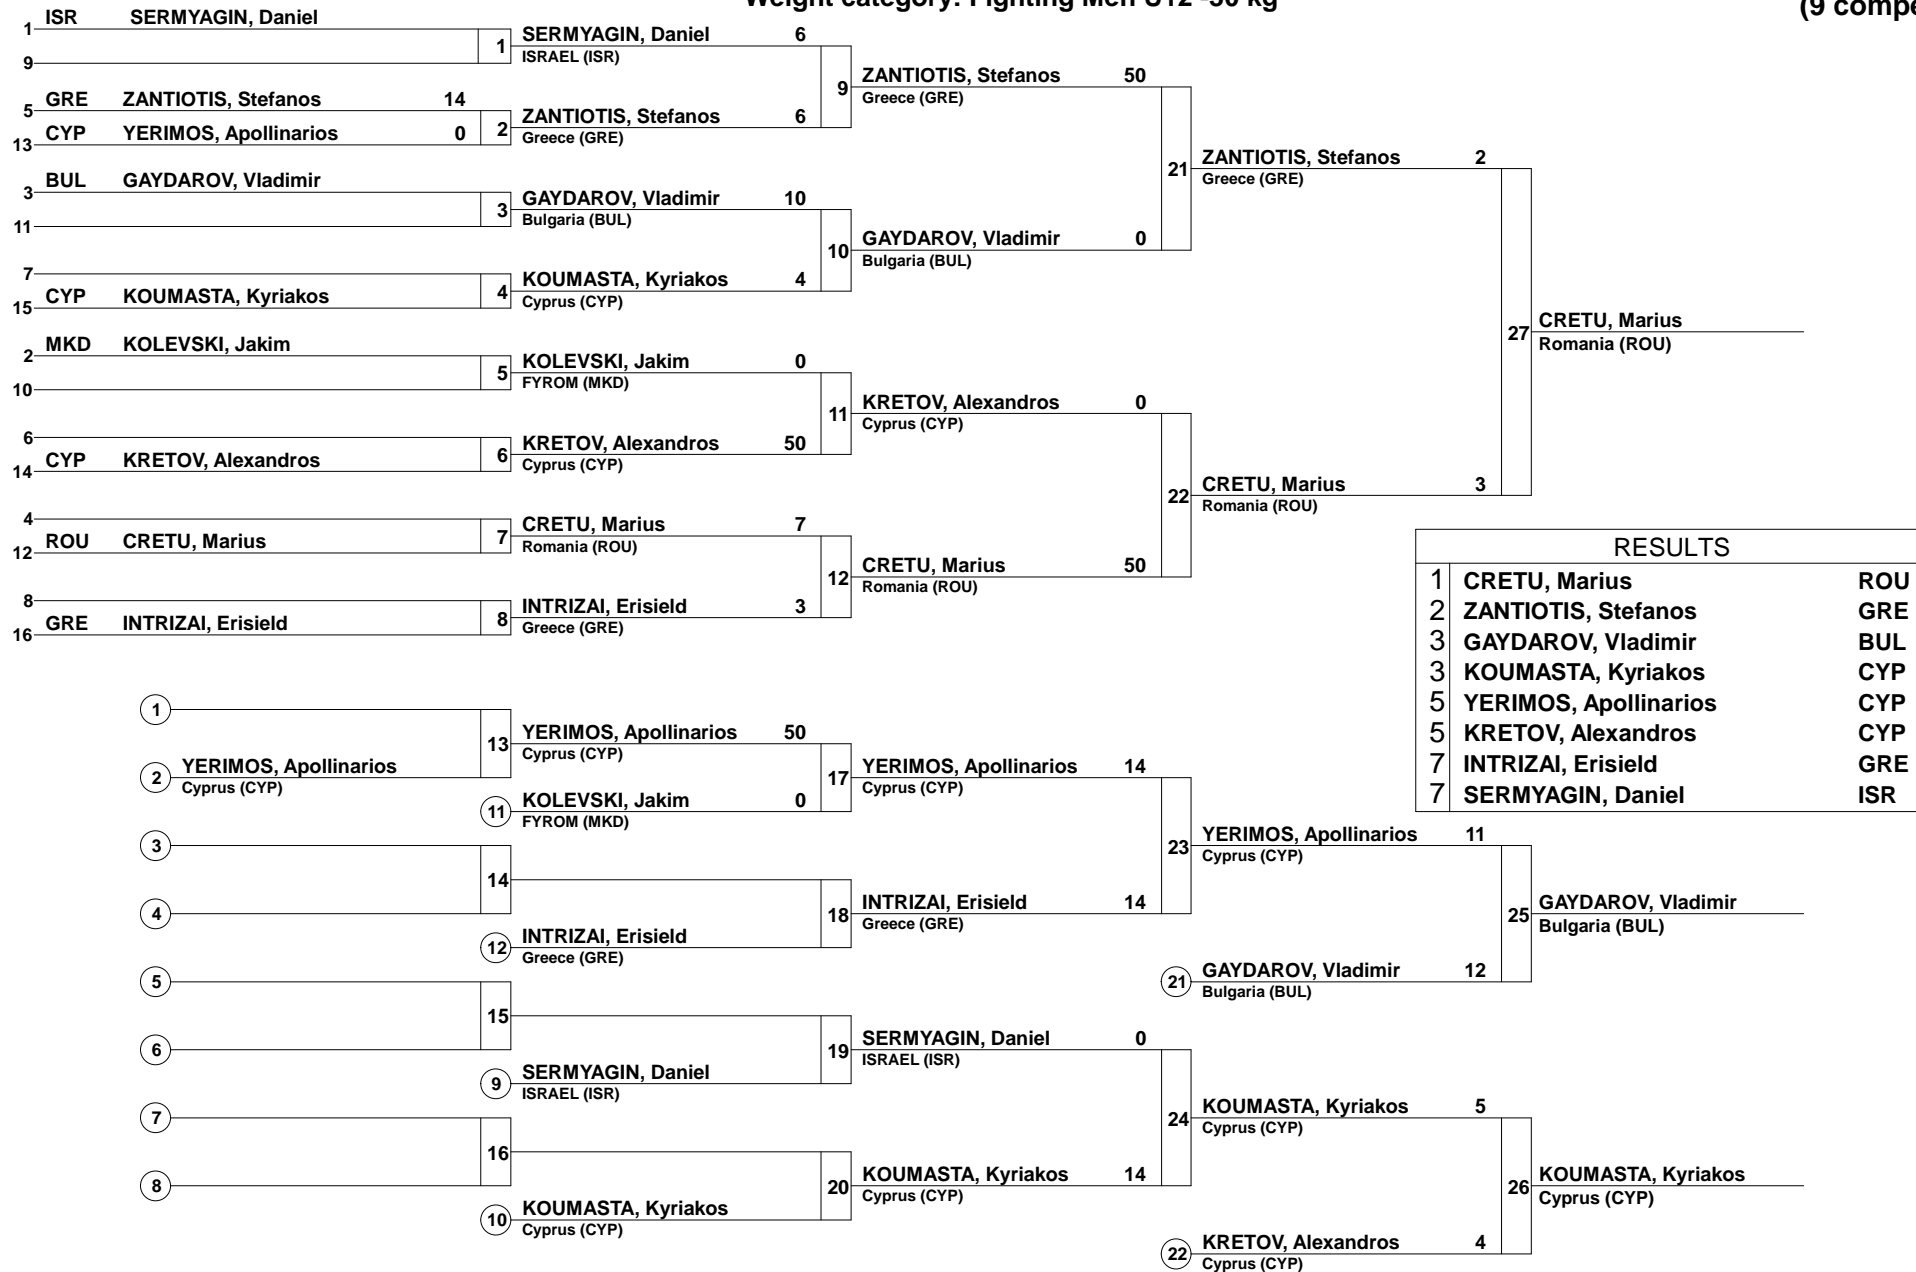 Weight category: Fighting Men U12 -30 kg
(9 compe
1 ISR SERMYAGIN, Daniel
9
1
5 GRE ZANTIOTIS, Stefanos 14
13 CYP YERIMOS, Apollinarios 0
2
3 BUL GAYDAROV, Vladimir
11
3
7
15 CYP KOUMASTA, Kyriakos
4
2 MKD KOLEVSKI, Jakim
10
5
6
14 CYP KRETOV, Alexandros
6
4
12 ROU CRETU, Marius
7
8
16 GRE INTRIZAI, Erisield
8
SERMYAGIN, Daniel 6
ISRAEL (ISR)
ZANTIOTIS, Stefanos 6
Greece (GRE)
9
GAYDAROV, Vladimir 10
Bulgaria (BUL)
KOUMASTA, Kyriakos 4
Cyprus (CYP)
10
KOLEVSKI, Jakim 0
FYROM (MKD)
KRETOV, Alexandros 50
Cyprus (CYP)
11
CRETU, Marius 7
Romania (ROU)
INTRIZAI, Erisield 3
Greece (GRE)
12
ZANTIOTIS, Stefanos 50
Greece (GRE)
GAYDAROV, Vladimir 0
Bulgaria (BUL)
21
KRETOV, Alexandros 0
Cyprus (CYP)
CRETU, Marius 50
Romania (ROU)
22
ZANTIOTIS, Stefanos 2
Greece (GRE)
CRETU, Marius 3
Romania (ROU)
27
CRETU, Marius
Romania (ROU)
RESULTS
1 CRETU, Marius ROU
2 ZANTIOTIS, Stefanos GRE
3 GAYDAROV, Vladimir BUL
3 KOUMASTA, Kyriakos CYP
5 YERIMOS, Apollinarios CYP
5 KRETOV, Alexandros CYP
7 INTRIZAI, Erisield GRE
7 SERMYAGIN, Daniel ISR
1
2 YERIMOS, Apollinarios
Cyprus (CYP)
13
3
4
14
5
6
15
7
8
16
YERIMOS, Apollinarios 50
Cyprus (CYP)
11 KOLEVSKI, Jakim 0
FYROM (MKD)
17
12 INTRIZAI, Erisield
Greece (GRE)
18
9 SERMYAGIN, Daniel
ISRAEL (ISR)
19
10 KOUMASTA, Kyriakos
Cyprus (CYP)
20
YERIMOS, Apollinarios 14
Cyprus (CYP)
INTRIZAI, Erisield 14
Greece (GRE)
23
SERMYAGIN, Daniel 0
ISRAEL (ISR)
KOUMASTA, Kyriakos 14
Cyprus (CYP)
24
YERIMOS, Apollinarios 11
Cyprus (CYP)
21 GAYDAROV, Vladimir 12
Bulgaria (BUL)
25
KOUMASTA, Kyriakos 5
Cyprus (CYP)
22 KRETOV, Alexandros 4
Cyprus (CYP)
26
GAYDAROV, Vladimir
Bulgaria (BUL)
KOUMASTA, Kyriakos
Cyprus (CYP)